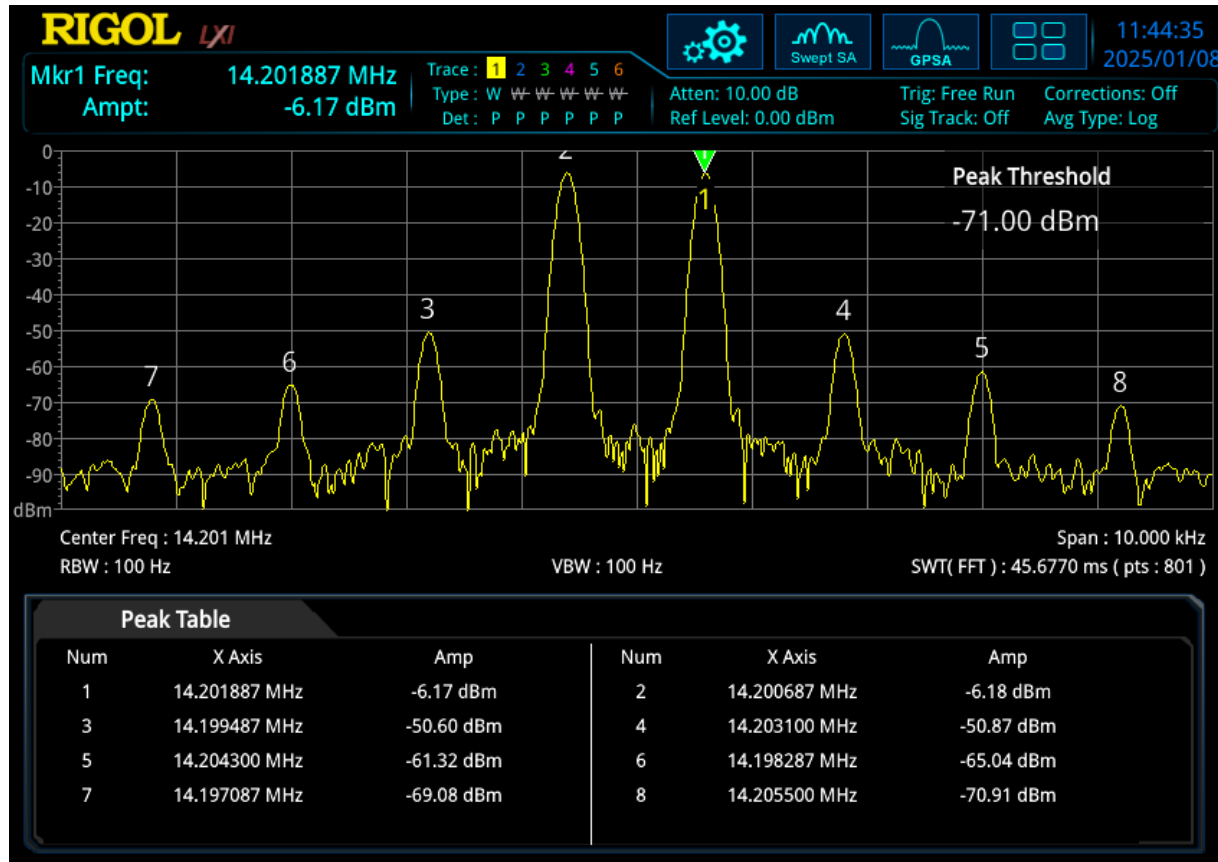 RIGOL LXI
Swept SA
GPSA
11:44:35
2025/01/08
Mkr1 Freq: 14.201887 MHz
Ampt: -6.17 dBm
Trace : 1 2 3 4 5 6
Type : W W W W W W
Det : P P P P P P
Atten: 10.00 dB
Ref Level: 0.00 dBm
Trig: Free Run
Sig Track: Off
Corrections: Off
Avg Type: Log
0
-10
-20
-30
-40
-50
-60
-70
-80
-90
dBm
Peak Threshold
-71.00 dBm
7
6
3
2
1
4
5
8
Center Freq : 14.201 MHz
Span : 10.000 kHz
RBW : 100 Hz
VBW : 100 Hz
SWT( FFT ) : 45.6770 ms ( pts : 801 )
Peak Table
Num X Axis Amp Num X Axis Amp
1 14.201887 MHz -6.17 dBm 2 14.200687 MHz -6.18 dBm
3 14.199487 MHz -50.60 dBm 4 14.203100 MHz -50.87 dBm
5 14.204300 MHz -61.32 dBm 6 14.198287 MHz -65.04 dBm
7 14.197087 MHz -69.08 dBm 8 14.205500 MHz -70.91 dBm